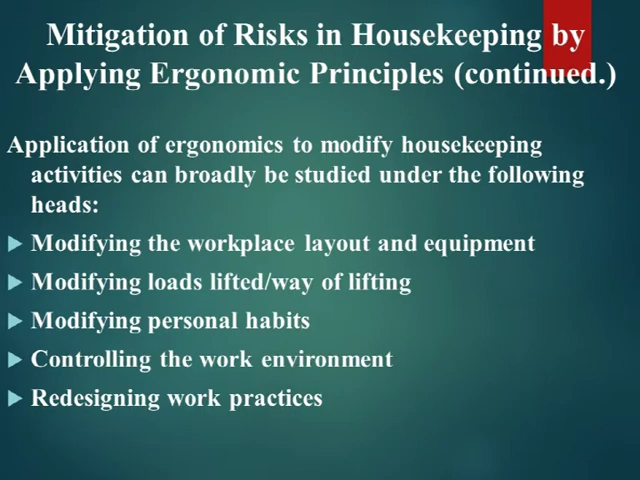 Mitigation of Risks in Housekeeping by
Applying Ergonomic Principles (continued.)
Application of ergonomics to modify housekeeping
activities can broadly be studied under the following
heads:
Modifying the workplace layout and equipment
Modifying loads lifted/way of lifting
Modifying personal habits
Controlling the work environment
Redesigning work practices